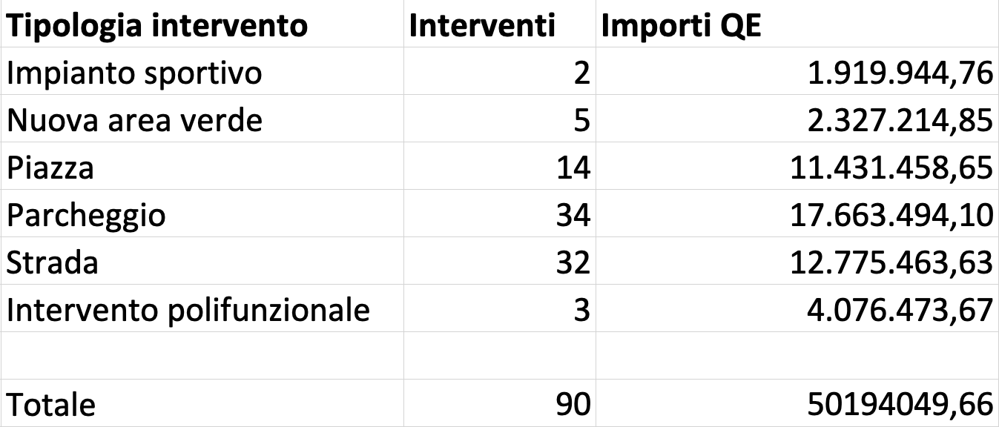 Tipologia intervento Interventi Importi QE
Impianto sportivo 2 1.919.944,76
Nuova area verde 5 2.327.214,85
Piazza 14 11.431.458,65
Parcheggio 34 17.663.494,10
Strada 32 12.775.463,63
Intervento polifunzionale 3 4.076.473,67
Totale 90 50194049,66